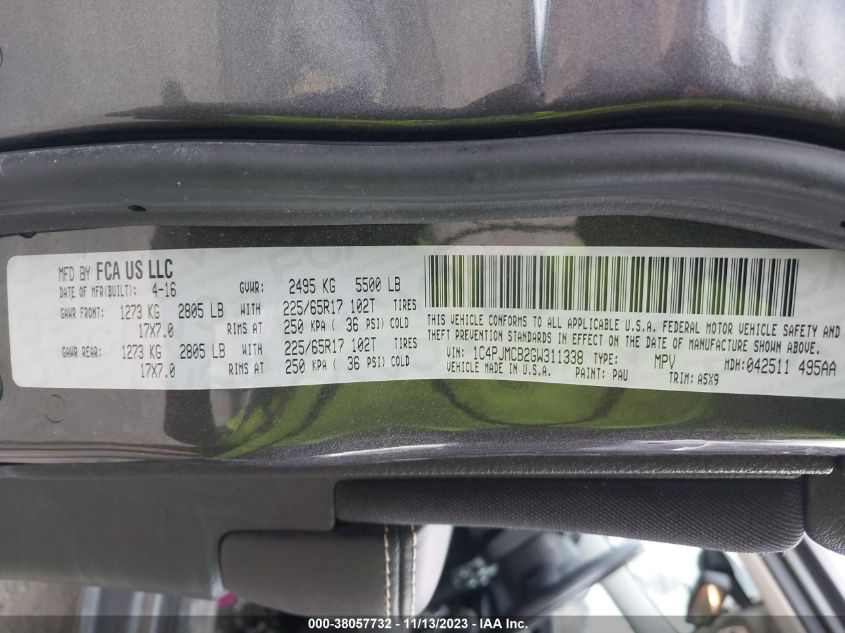 MFD BY FCA US LLC
DATE OF MFR(BUILT): 4-16 GVWR: 2495 KG 5500 LB
GAWR FRONT: 1273 KG 2805 LB WITH 225/65R17 102T TIRES
17X7.0 RIMS AT 250 KPA ( 36 PSI) COLD
GAWR REAR: 1273 KG 2805 LB WITH 225/65R17 102T TIRES
17X7.0 RIMS AT 250 KPA ( 36 PSI) COLD
THIS VEHICLE CONFORMS TO ALL APPLICABLE U.S.A. FEDERAL MOTOR VEHICLE SAFETY AND
THEFT PREVENTION STANDARDS IN EFFECT ON THE DATE OF MANUFACTURE SHOWN ABOVE.
VIN: 1C4PJMCB2GW311338 TYPE: MPV MDH: 042511 495AA
VEHICLE MADE IN U.S.A. PAINT: PAU TRIM: A5X9
000-38057732 - 11/13/2023 - IAA Inc.